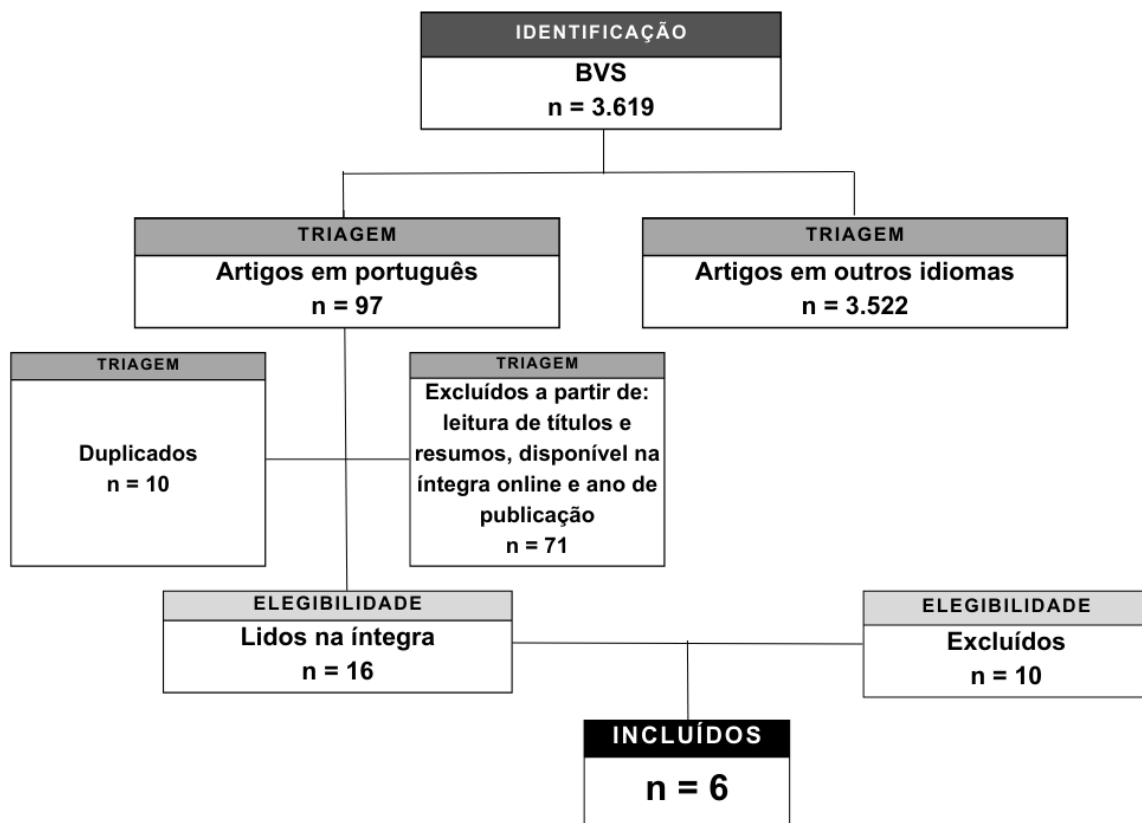 IDENTIFICAÇÃO
BVS
n = 3.619
TRIAGEM
Artigos em português
n = 97
TRIAGEM
Artigos em outros idiomas
n = 3.522
TRIAGEM
Duplicados
n = 10
TRIAGEM
Excluídos a partir de:
leitura de títulos e
resumos, disponível na
íntegra online e ano de
publicação
n = 71
ELEGIBILIDADE
Lidos na íntegra
n = 16
ELEGIBILIDADE
Excluídos
n = 10
INCLUÍDOS
n = 6